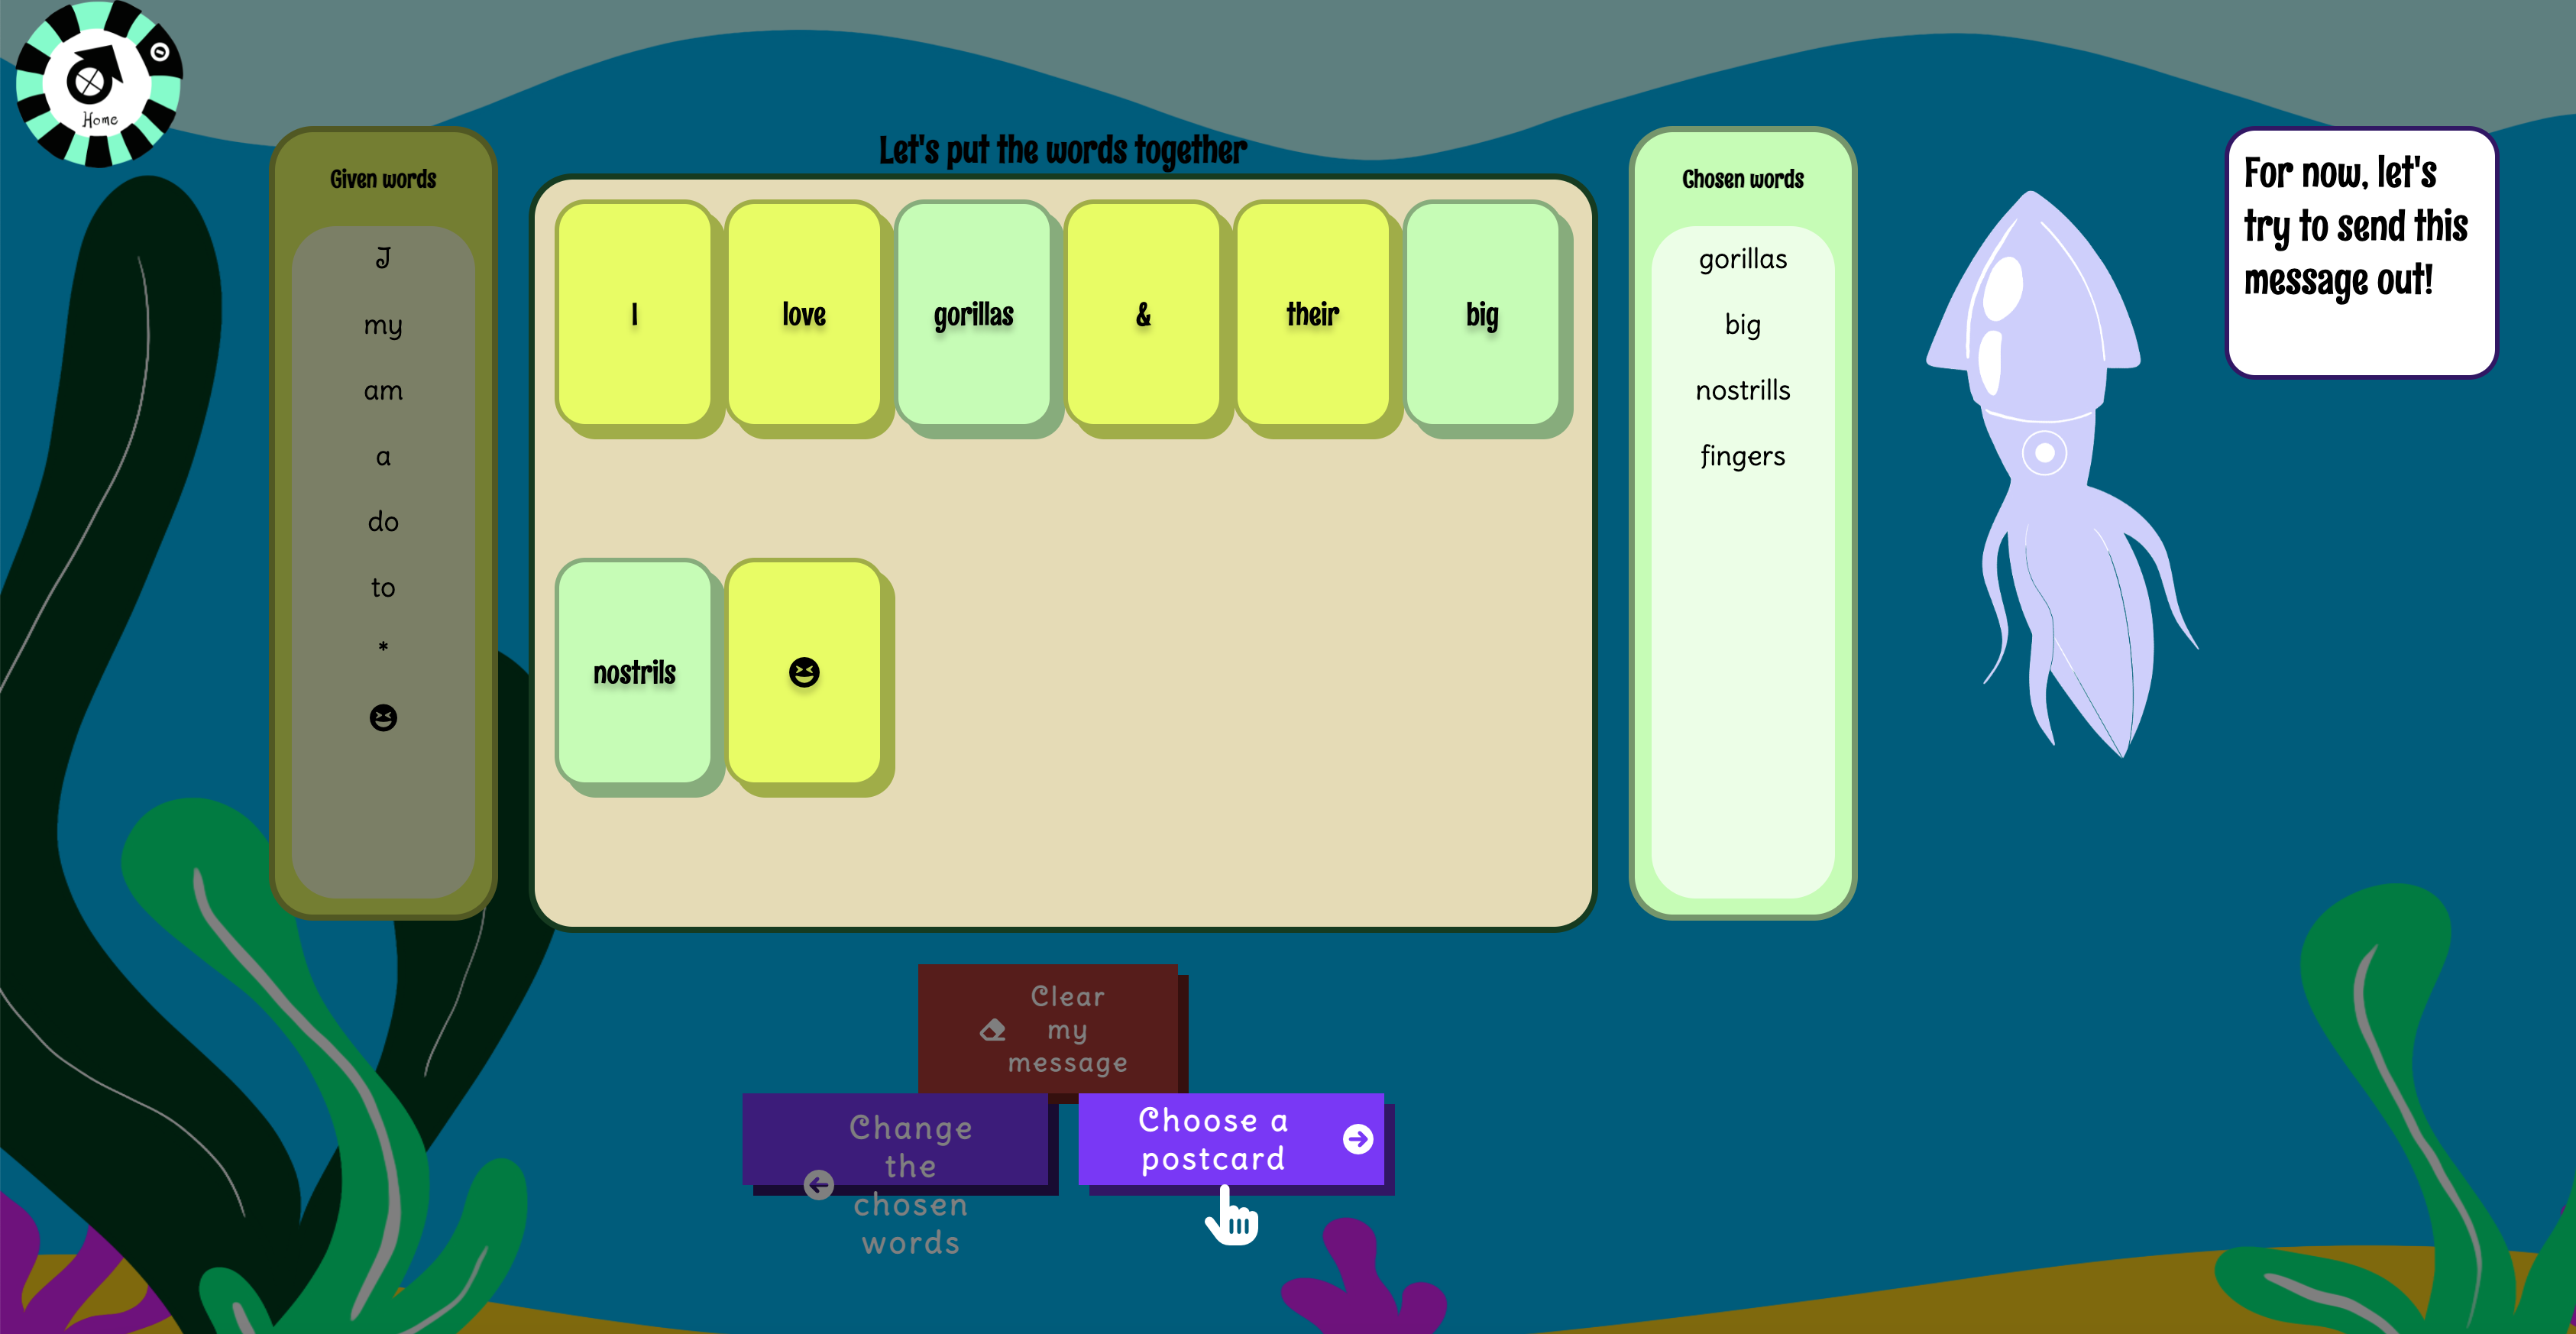 Home
Let's put the words together
Given words
I
my
am
a
do
to
*
😆
I
love
gorillas
&
their
big
nostrils
😆
Chosen words
gorillas
big
nostrills
fingers
For now, let's
try to send this
message out!
Clear
my
message
Change
the
chosen
words
Choose a
postcard